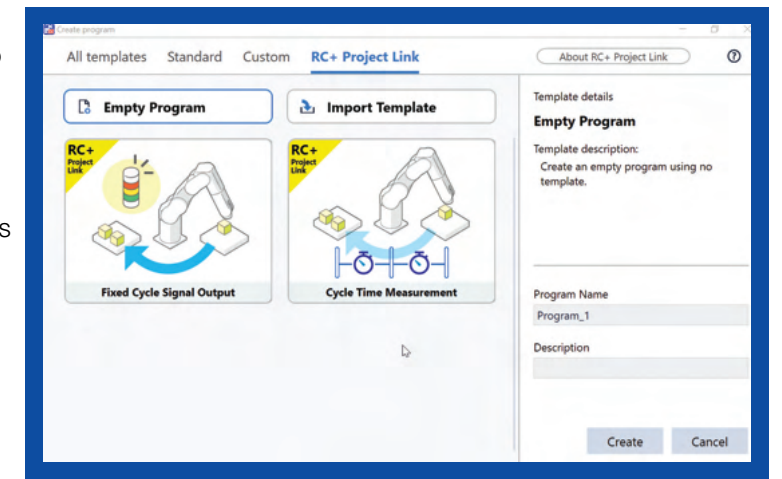 Create program
All templates Standard Custom RC+ Project Link
About RC+ Project Link
Empty Program
Import Template
RC+
Project
Link
Fixed Cycle Signal Output
RC+
Project
Link
Cycle Time Measurement
Template details
Empty Program
Template description:
Create an empty program using no
template.
Program Name
Program_1
Description
Create Cancel